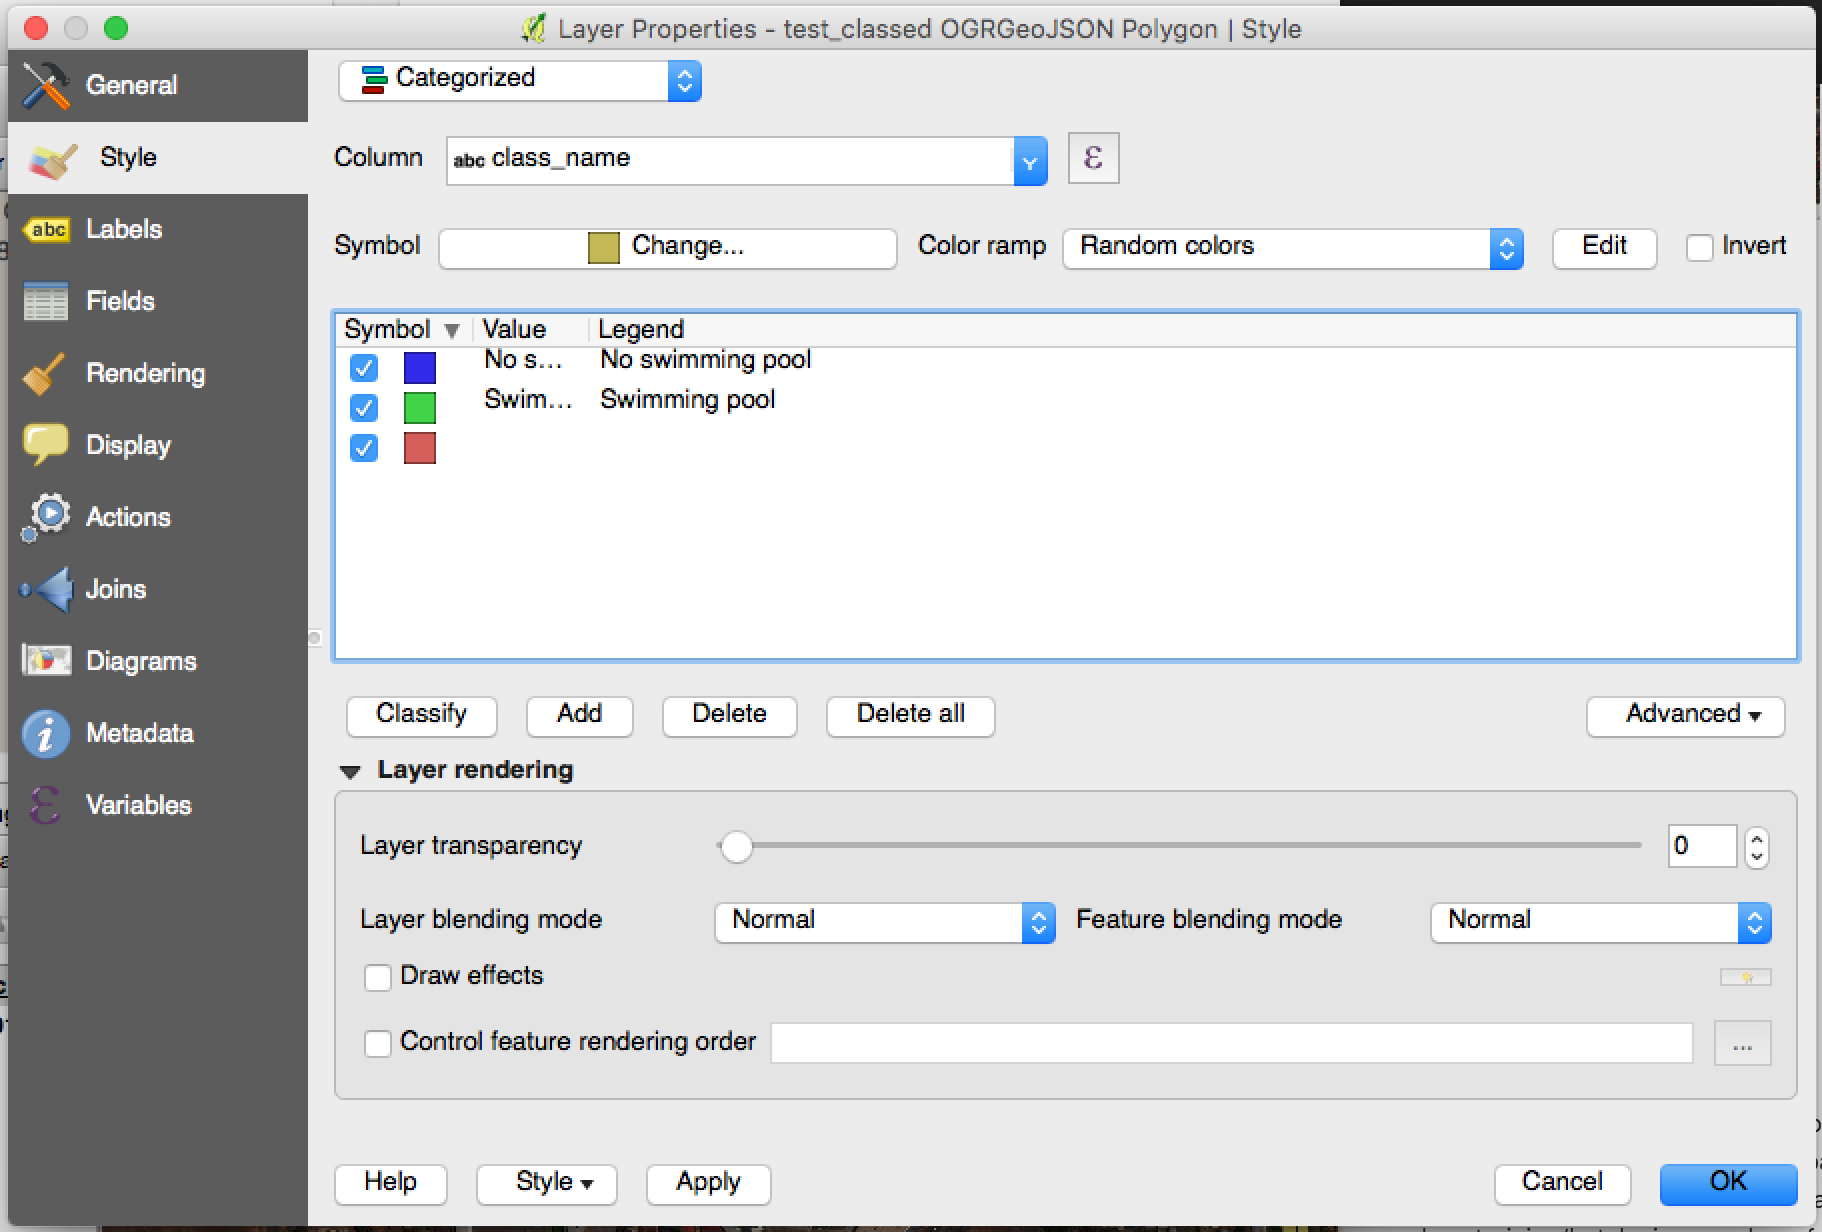 Layer Properties - test_classed OGRGeoJSON Polygon | Style
General
Style
Labels
Fields
Rendering
Display
Actions
Joins
Diagrams
Metadata
Variables
Categorized
Column abc class_name ε
Symbol Change... Color ramp Random colors Edit Invert
Symbol Value Legend
No s... No swimming pool
Swim... Swimming pool
Classify Add Delete Delete all Advanced
Layer rendering
Layer transparency 0
Layer blending mode Normal Feature blending mode Normal
Draw effects
Control feature rendering order ...
Help Style Apply Cancel OK